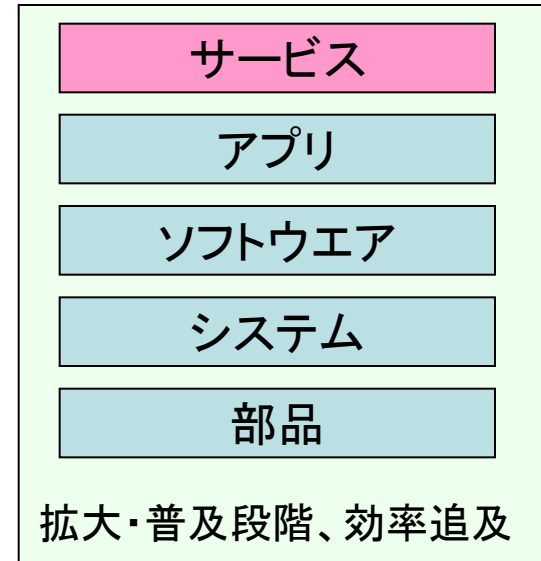 サービス
アプリ
ソフトウエア
システム
部品
拡大・普及段階、効率追及